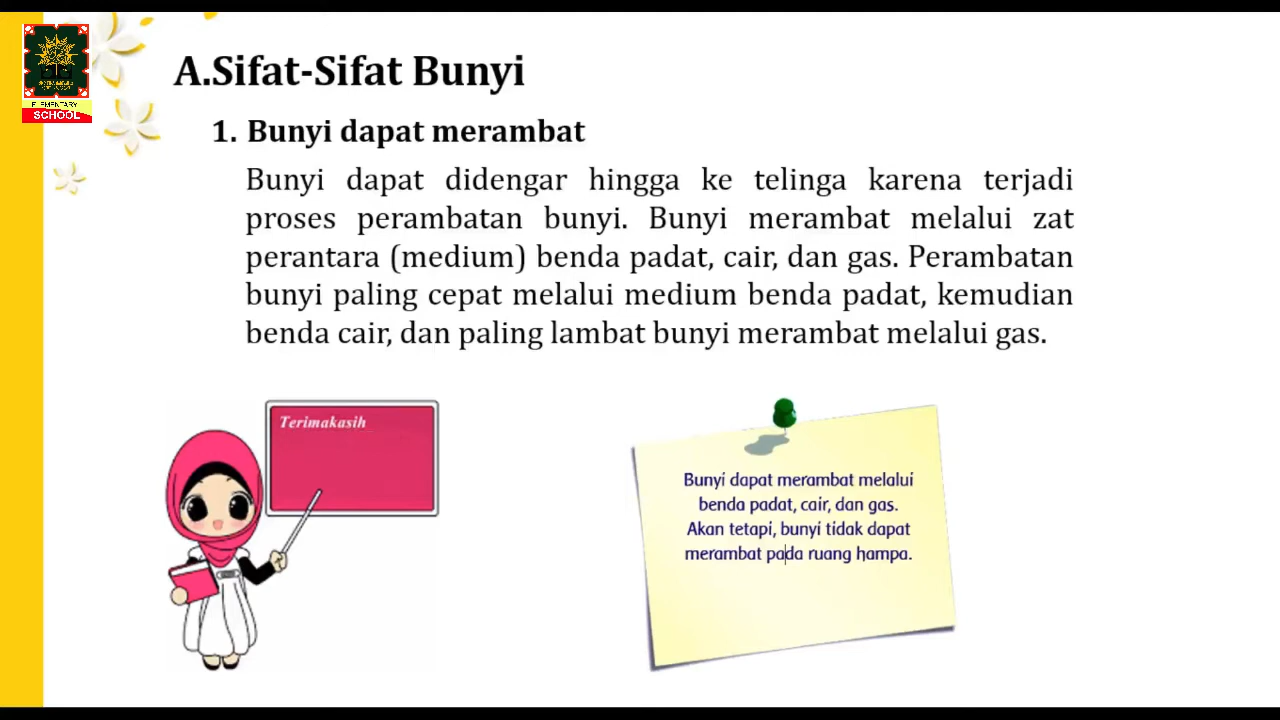 ELEMENTARY
SCHOOL
A.Sifat-Sifat Bunyi
1. Bunyi dapat merambat
Bunyi dapat didengar hingga ke telinga karena terjadi
proses perambatan bunyi. Bunyi merambat melalui zat
perantara (medium) benda padat, cair, dan gas. Perambatan
bunyi paling cepat melalui medium benda padat, kemudian
benda cair, dan paling lambat bunyi merambat melalui gas.
Terimakasih
Bunyi dapat merambat melalui
benda padat, cair, dan gas.
Akan tetapi, bunyi tidak dapat
merambat pada ruang hampa.